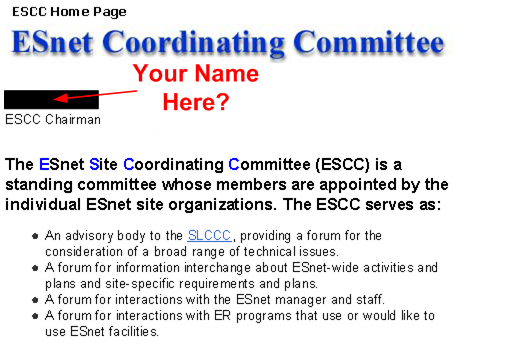 ESCC Home Page
ESnet Coordinating Committee
Your Name
Here?
ESCC Chairman
The ESnet Site Coordinating Committee (ESCC) is a
standing committee whose members are appointed by the
individual ESnet site organizations. The ESCC serves as:
• An advisory body to the SLCCC, providing a forum for the
consideration of a broad range of technical issues.
• A forum for information interchange about ESnet-wide activities and
plans and site-specific requirements and plans.
• A forum for interactions with the ESnet manager and staff.
• A forum for interactions with ER programs that use or would like to
use ESnet facilities.